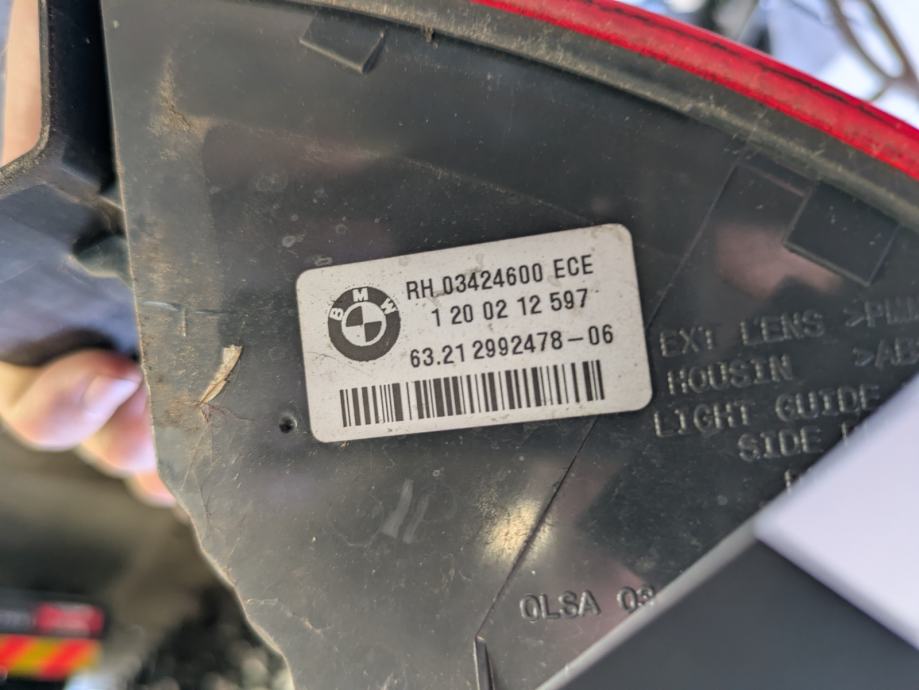 BMW
RH 03424600 ECE
1 20 02 12 597
63.21 2992478-06
EXT LENS
HOUSIN
LIGHT GUIDE
SIDE
OLSA 03